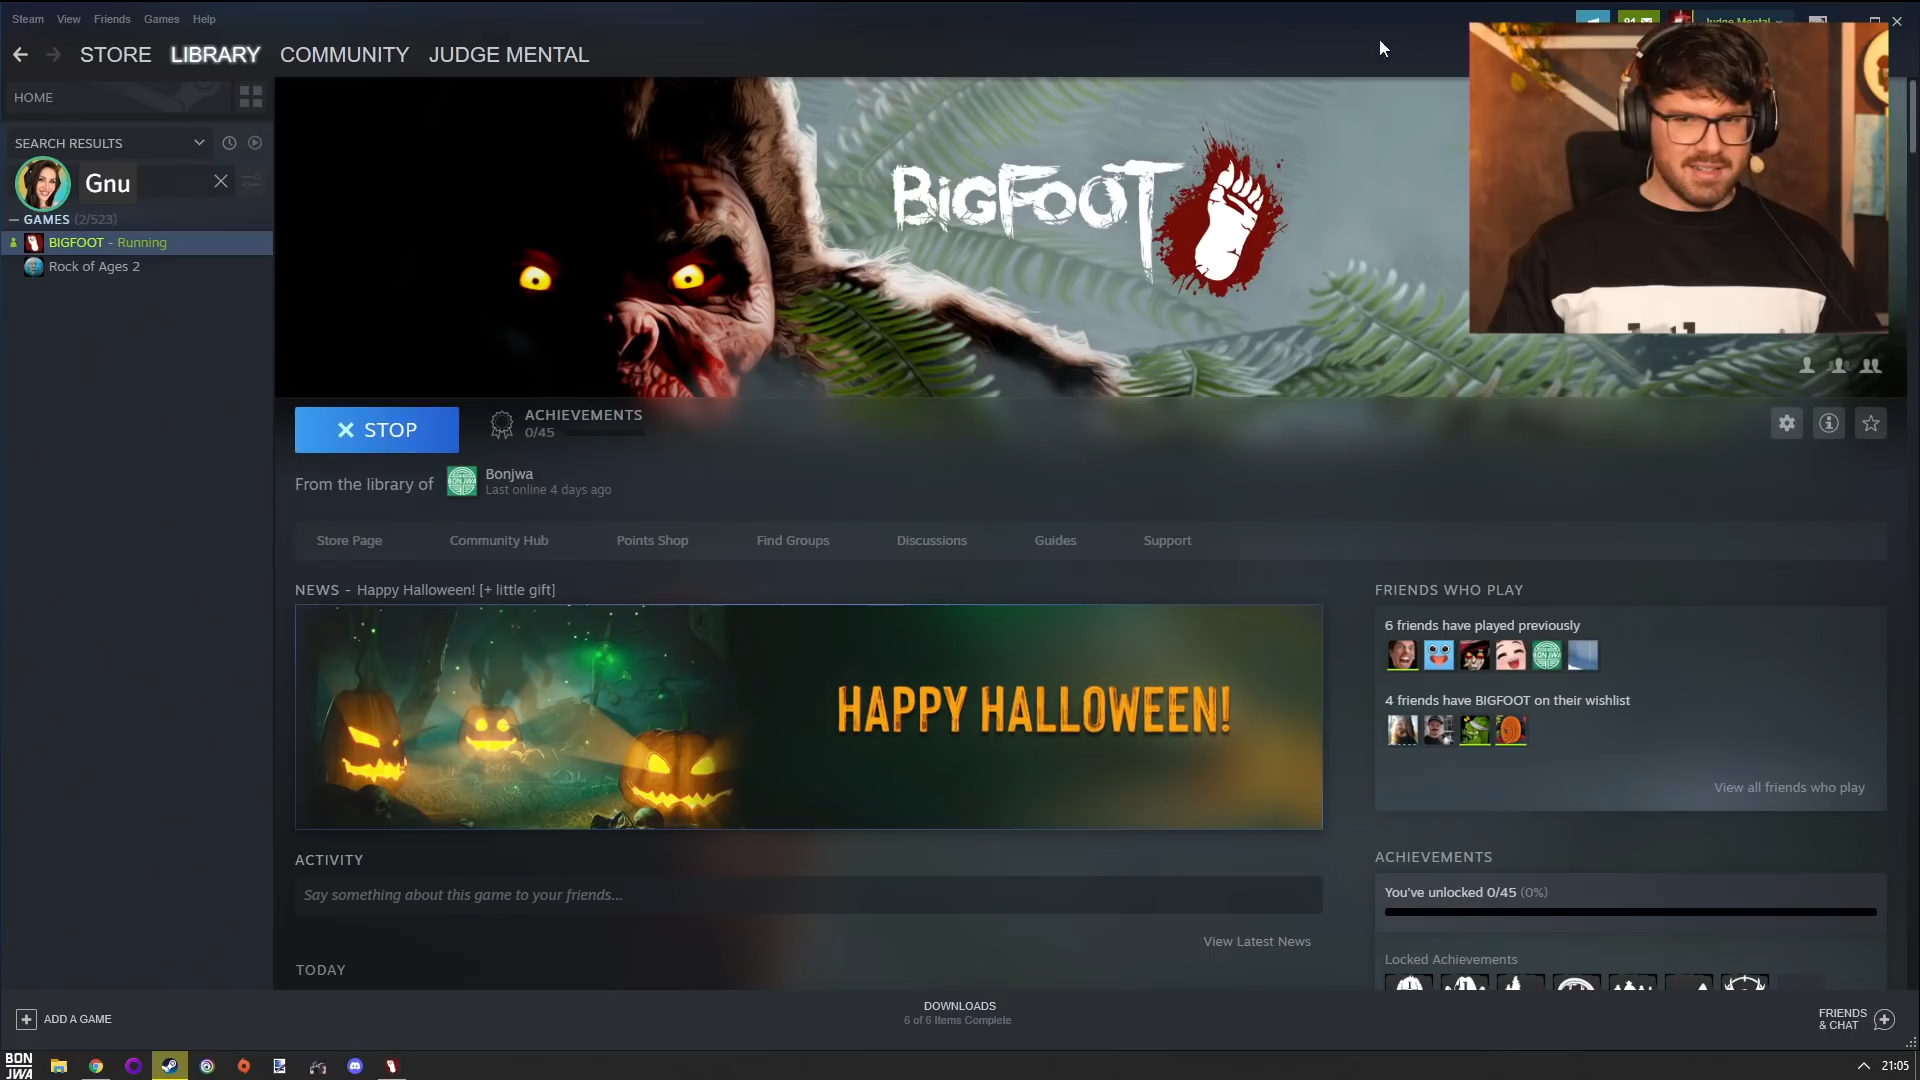 Steam View Friends Games Help
94
Judge Mental
STORE LIBRARY COMMUNITY JUDGE MENTAL
HOME
SEARCH RESULTS
Gnu
GAMES (2/523)
BIGFOOT - Running
Rock of Ages 2
BIGFOOT
STOP
ACHIEVEMENTS
0/45
From the library of
Bonjwa
Last online 4 days ago
Store Page Community Hub Points Shop Find Groups Discussions Guides Support
NEWS - Happy Halloween! [+ little gift]
HAPPY HALLOWEEN!
FRIENDS WHO PLAY
6 friends have played previously
BONJWA
4 friends have BIGFOOT on their wishlist
View all friends who play
ACTIVITY
Say something about this game to your friends...
View Latest News
TODAY
ACHIEVEMENTS
You've unlocked 0/45 (0%)
Locked Achievements
ADD A GAME
DOWNLOADS
6 of 6 Items Complete
FRIENDS
& CHAT
BON
JWA
21:05